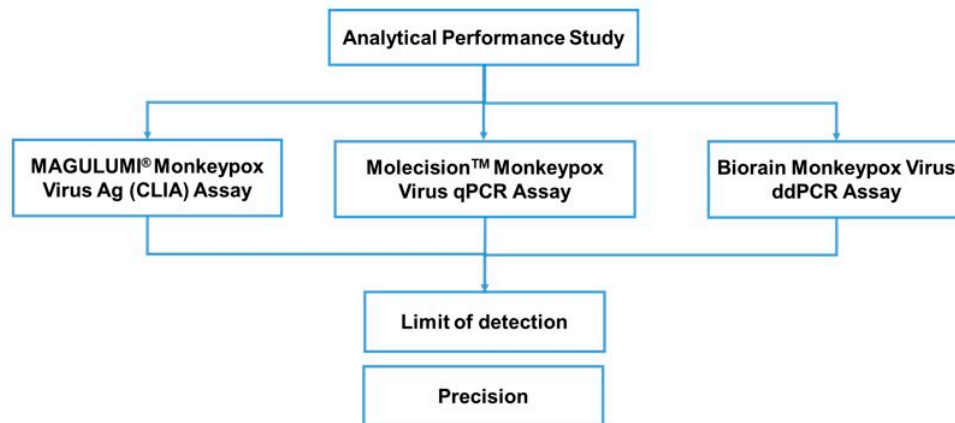 Analytical Performance Study
MAGULUMI® Monkeypox
Virus Ag (CLIA) Assay
Molecision™ Monkeypox
Virus qPCR Assay
Biorain Monkeypox Virus
ddPCR Assay
Limit of detection
Precision